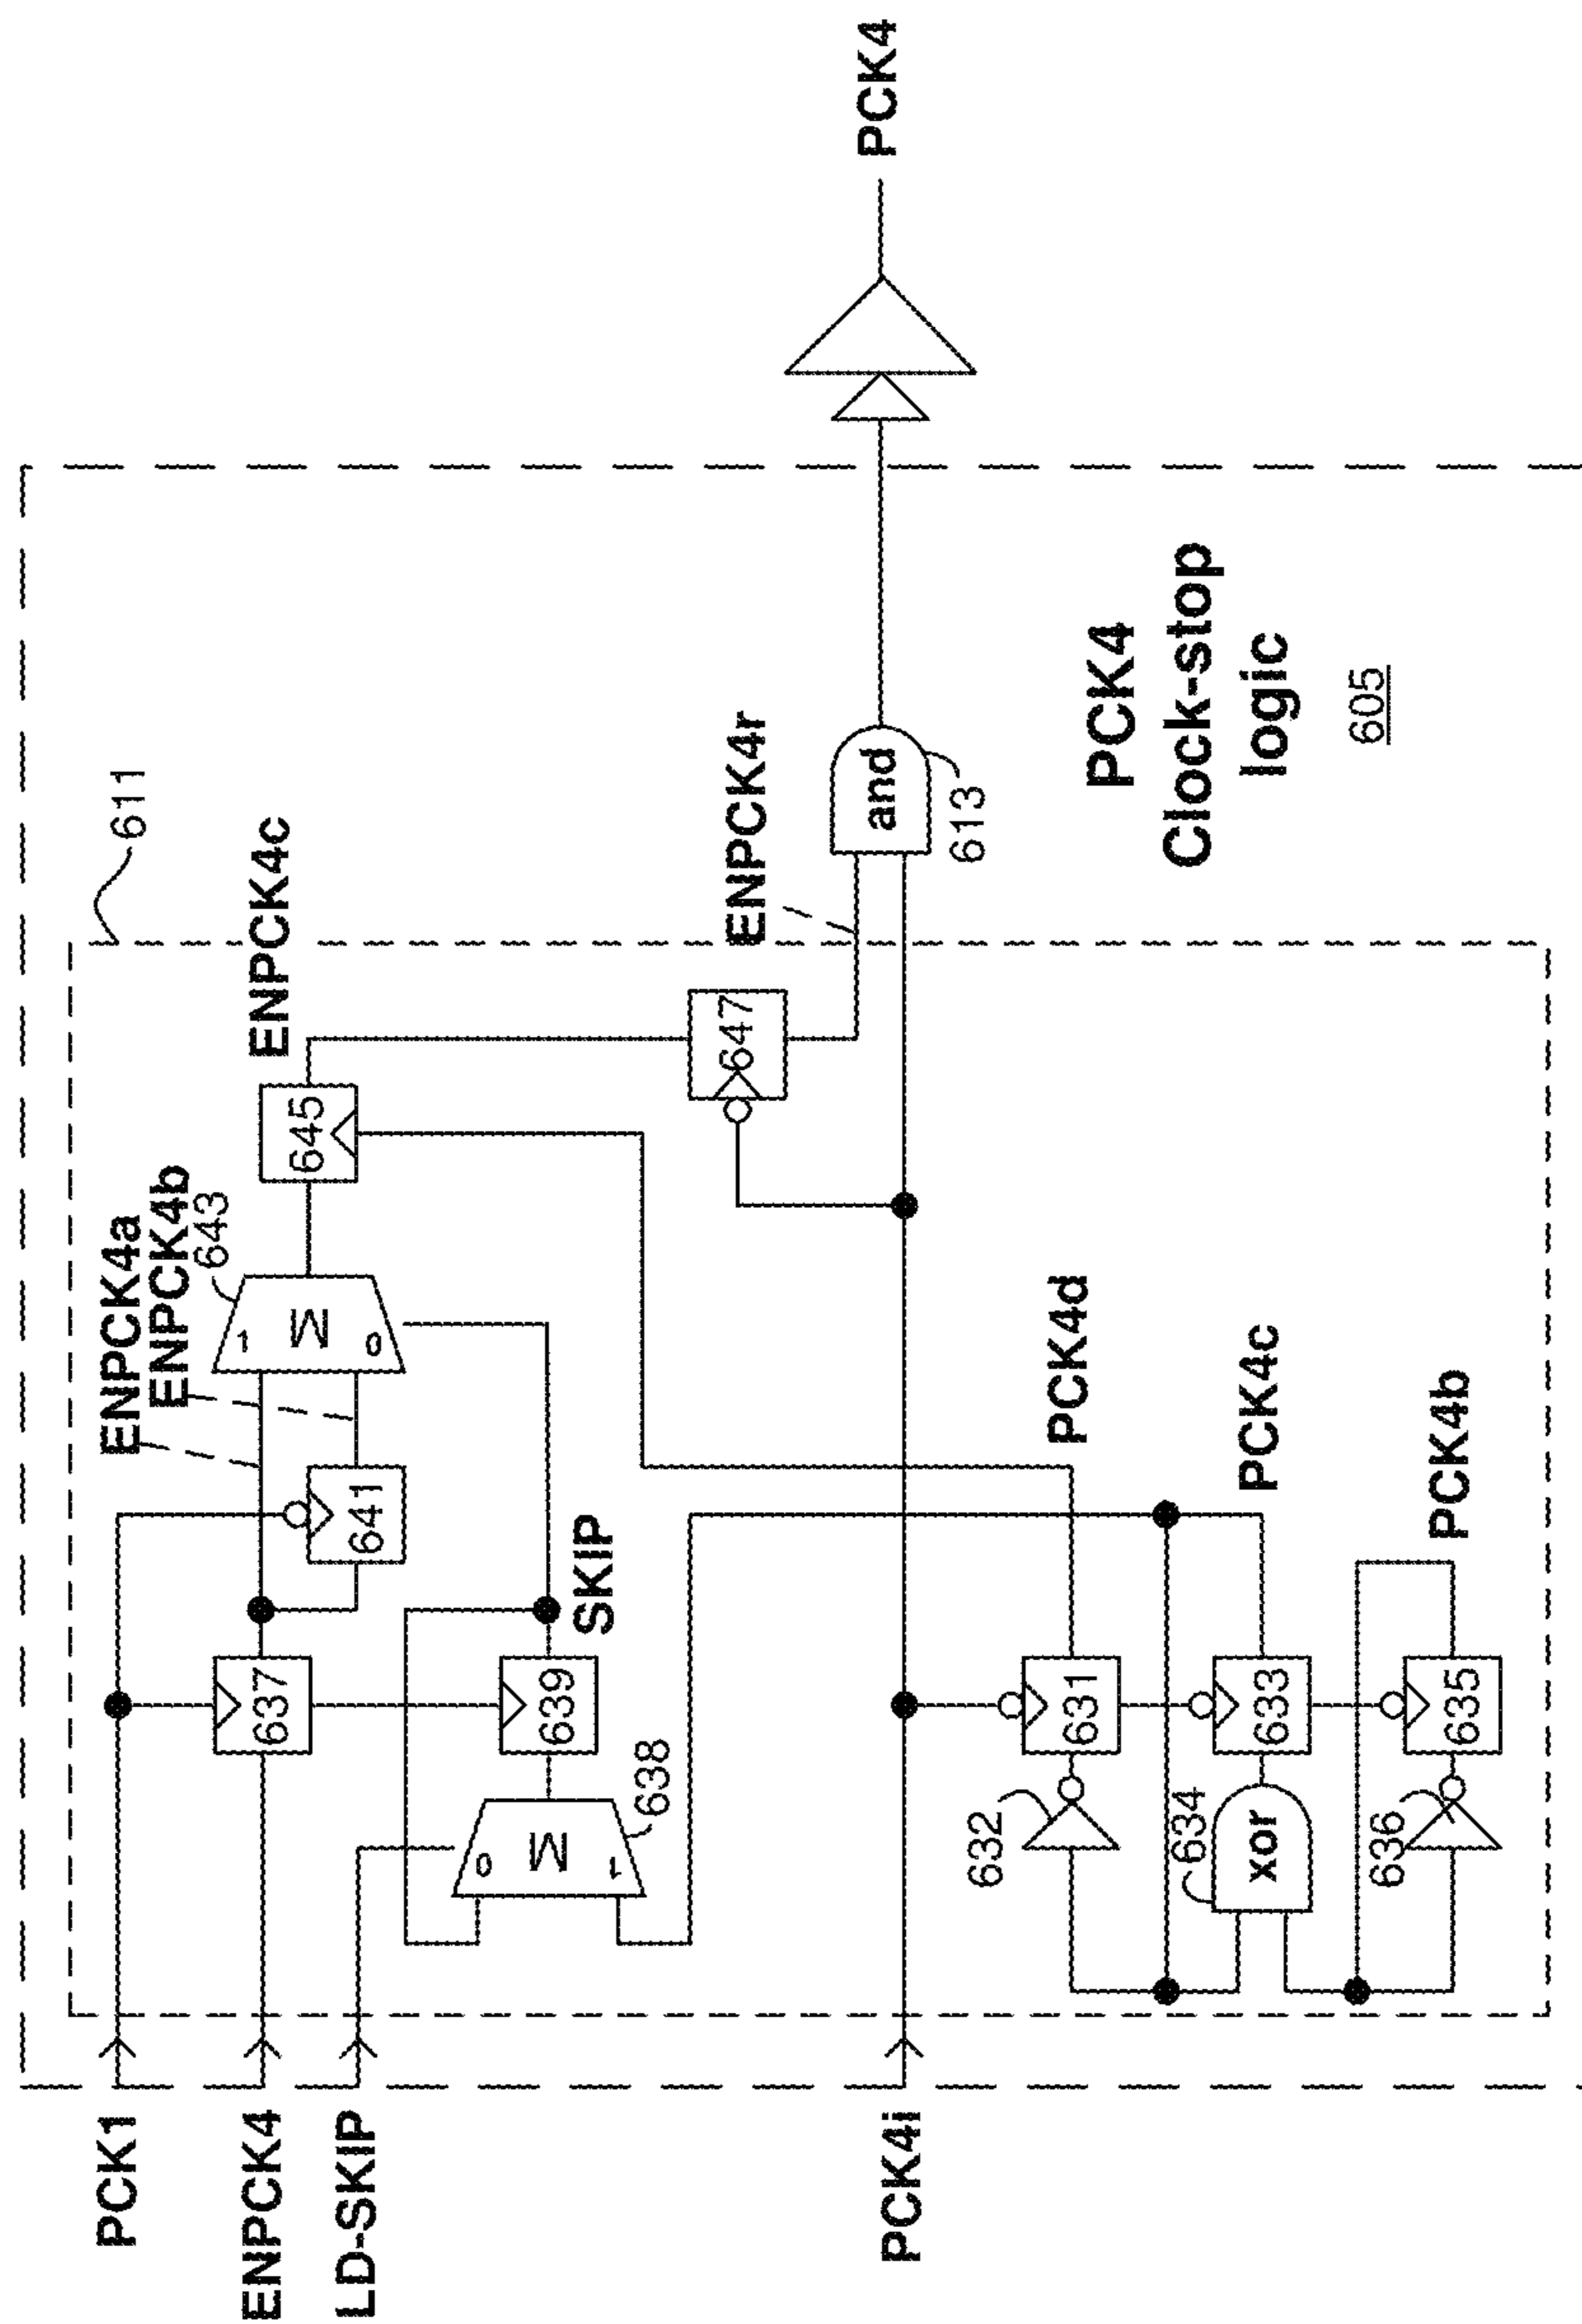 PCK1
ENPCK4
LD-SKIP
PCK4i
611
ENPCK4a
ENPCK4b
643
1
M
0
ENPCK4c
645
637
641
SKIP
639
638
0
M
1
647
ENPCK4r
and
613
PCK4
PCK4d
631
632
PCK4c
633
634
xor
PCK4b
635
636
PCK4
Clock-stop
logic
605